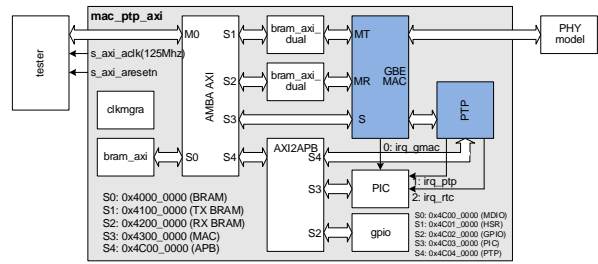 mac_ptp_axi
tester
s_axi_aclk(125Mhz)
s_axi_aresetn
M0
S1
S2
S3
S0
S4
AMBA AXI
clkmgra
bram_axi
bram_axi_
dual
bram_axi_
dual
MT
MR
S
GBE
MAC
PHY
model
PTP
AXI2APB
S4
S3
S2
0: irq_gmac
1: irq_ptp
2: irq_rtc
PIC
gpio
S0: 0x4000_0000 (BRAM)
S1: 0x4100_0000 (TX BRAM)
S2: 0x4200_0000 (RX BRAM)
S3: 0x4300_0000 (MAC)
S4: 0x4C00_0000 (APB)
S0: 0x4C00_0000 (MDIO)
S1: 0x4C01_0000 (HSR)
S2: 0x4C02_0000 (GPIO)
S3: 0x4C03_0000 (PIC)
S4: 0x4C04_0000 (PTP)